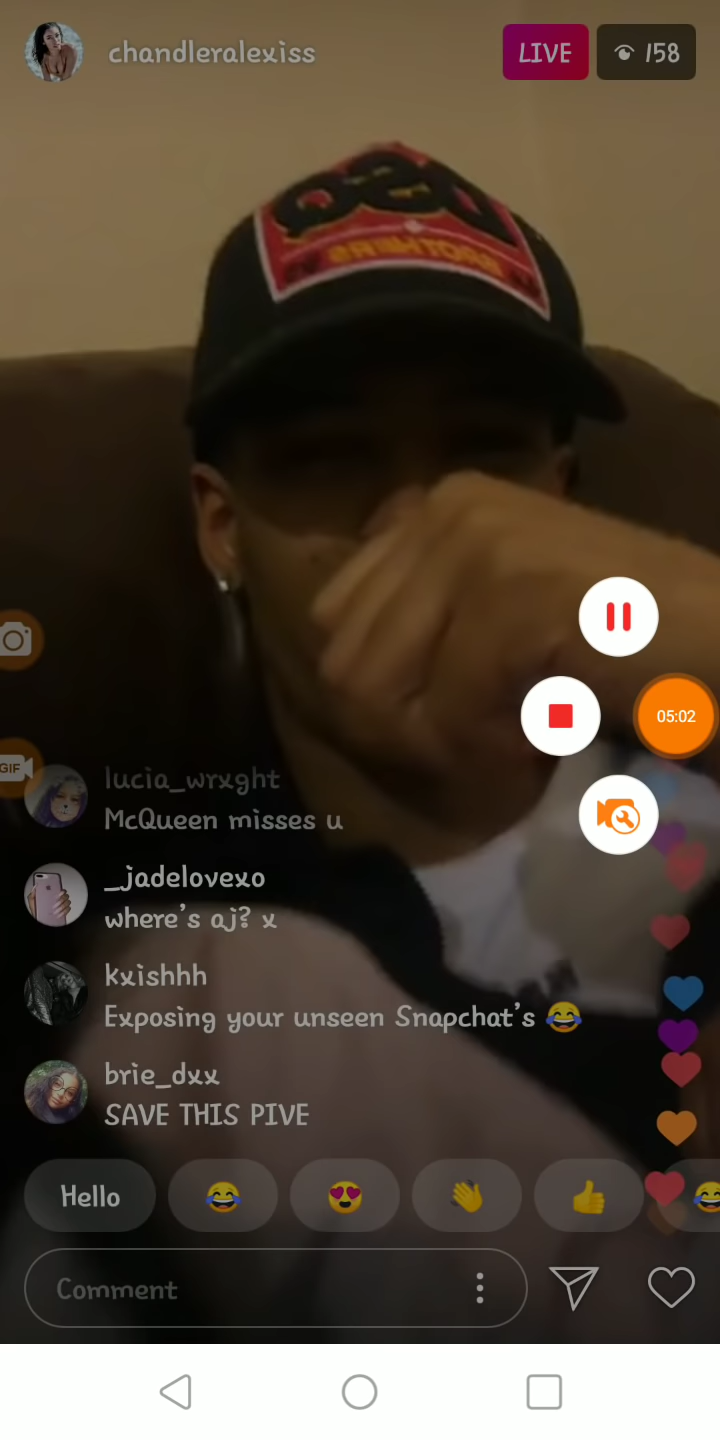 chandleralexiss
LIVE
158
05:02
GIF
lucia_wrxght
McQueen misses u
_jadelovexo
where's aj? x
kxishhh
Exposing your unseen Snapchat's 😂
brie_dxx
SAVE THIS PIVE
Hello
Comment